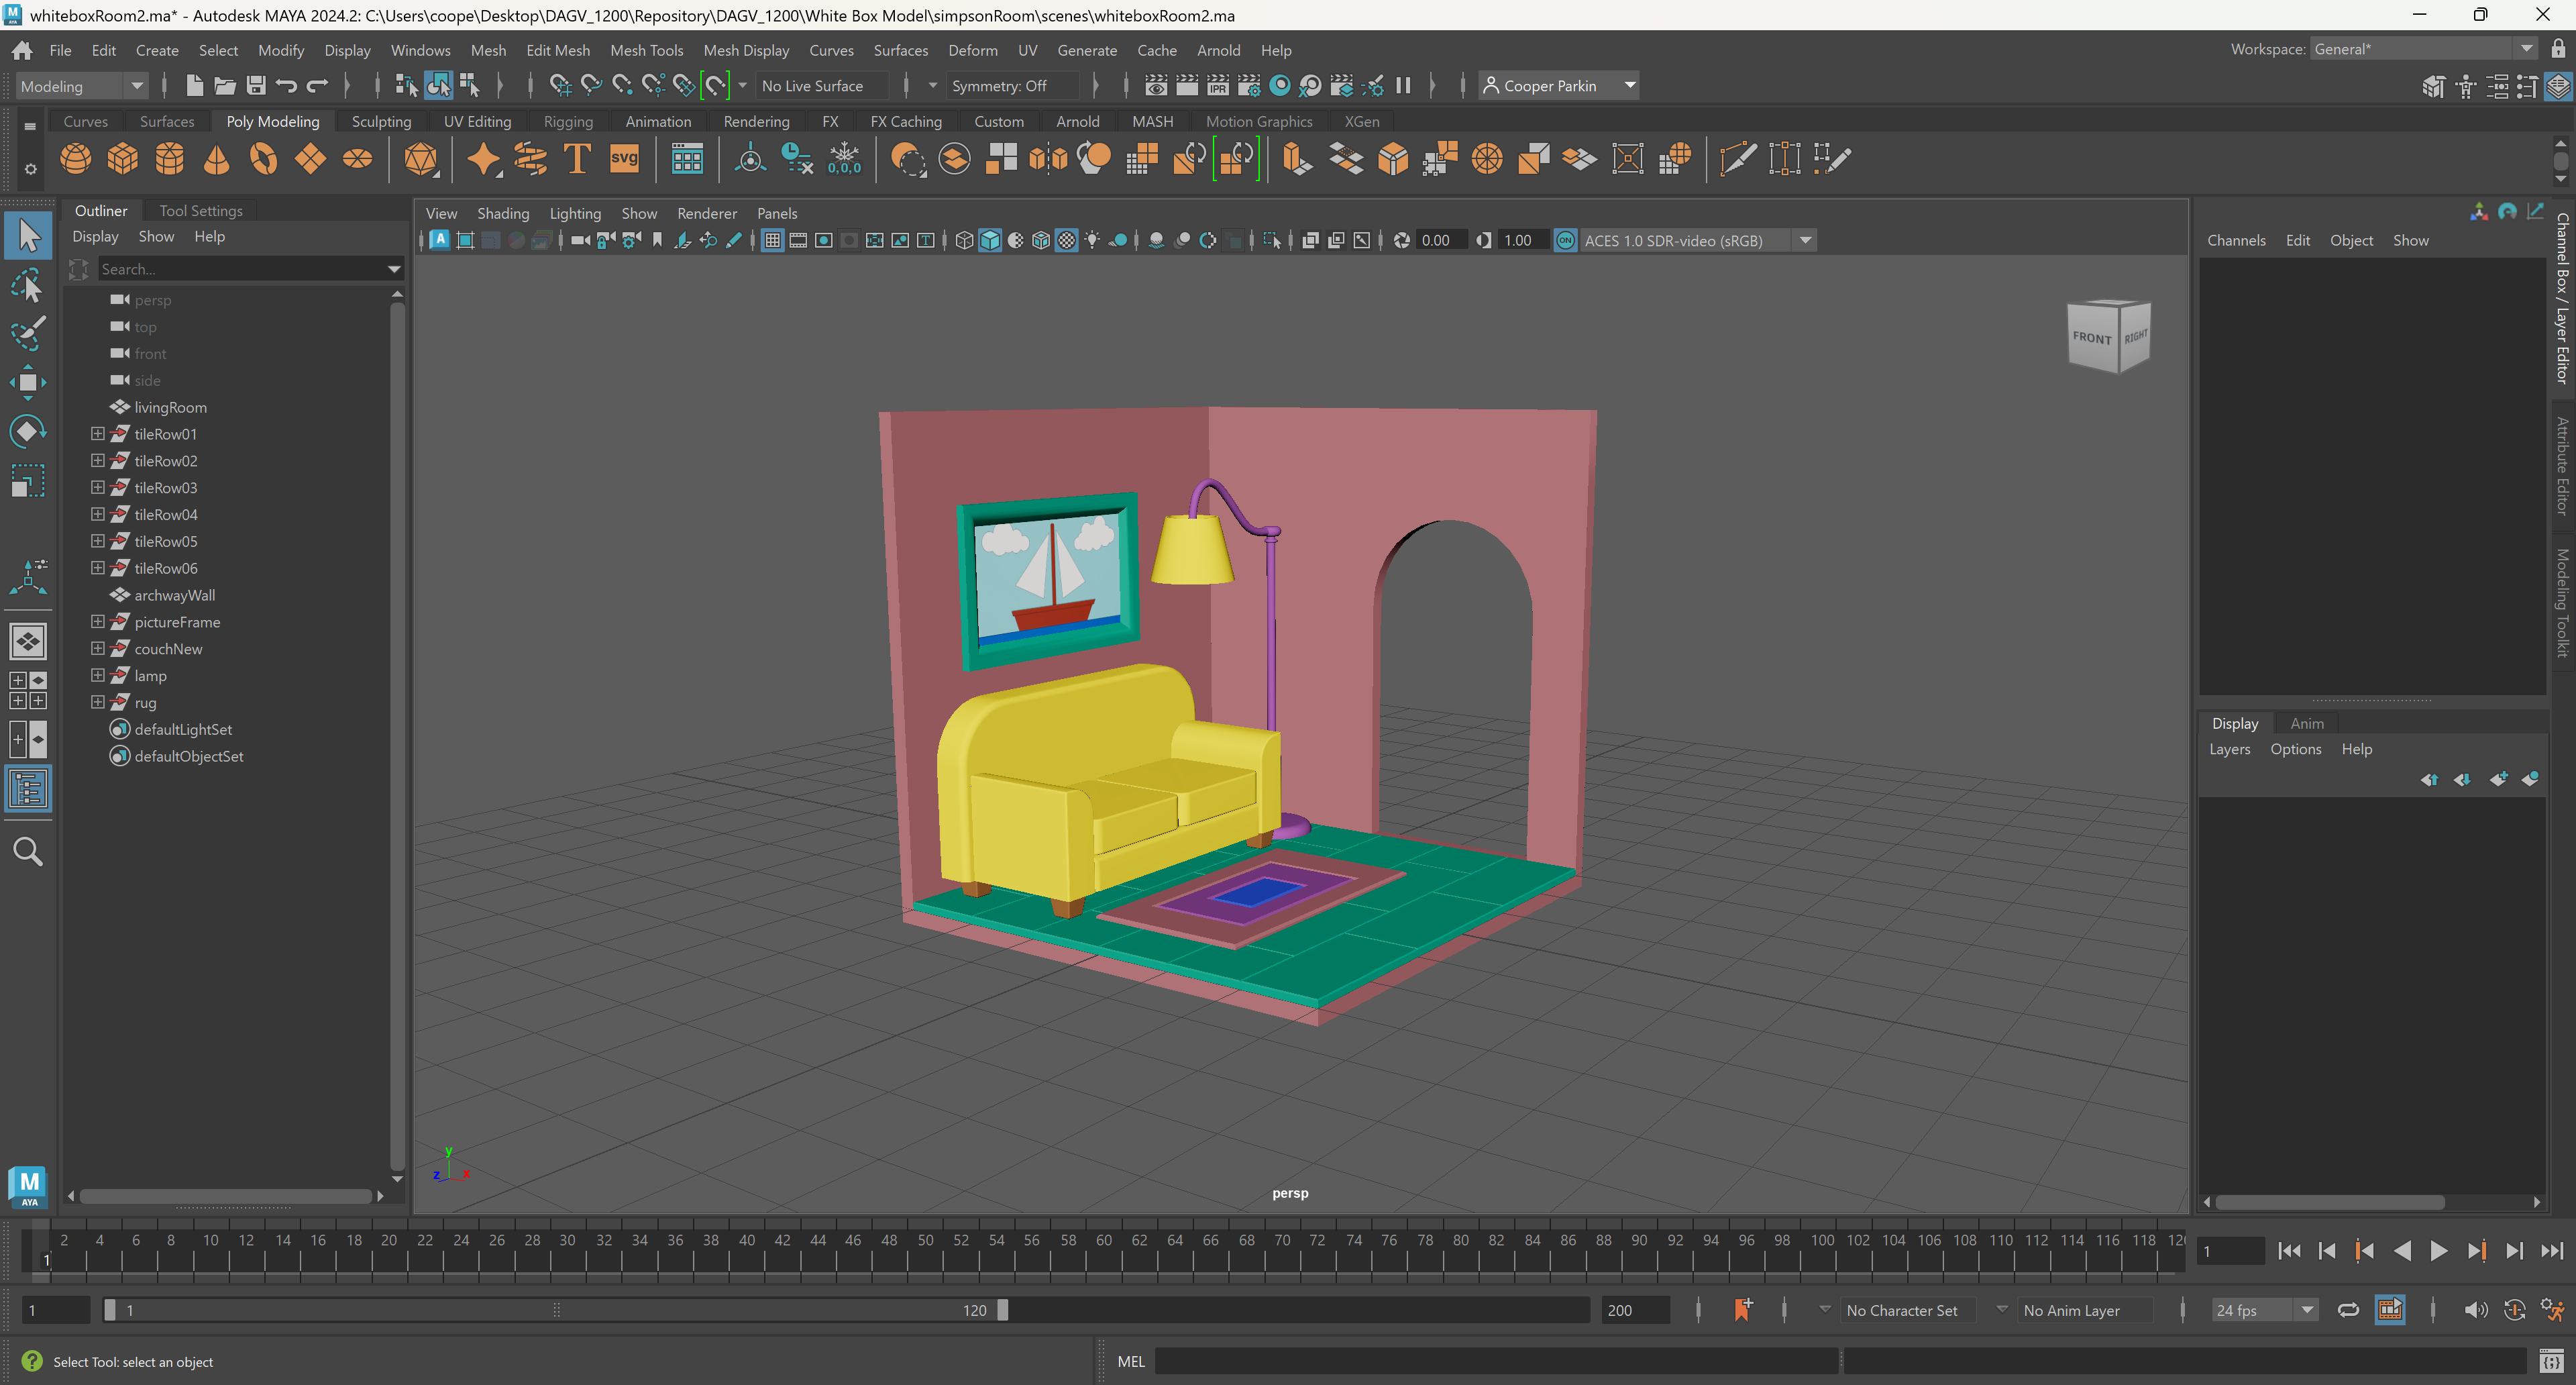 whiteboxRoom2.ma* - Autodesk MAYA 2024.2: C:\Users\coope\Desktop\DAGV_1200\Repository\DAGV_1200\White Box Model\simpsonRoom\scenes\whiteboxRoom2.ma
File Edit Create Select Modify Display Windows Mesh Edit Mesh Mesh Tools Mesh Display Curves Surfaces Deform UV Generate Cache Arnold Help
Workspace: General*
Modeling
No Live Surface
Symmetry: Off
IPR
Cooper Parkin
Curves Surfaces Poly Modeling Sculpting UV Editing Rigging Animation Rendering FX FX Caching Custom Arnold MASH Motion Graphics XGen
T
svg
0,0,0
Outliner Tool Settings
Display Show Help
Search...
persp
top
front
side
livingRoom
tileRow01
tileRow02
tileRow03
tileRow04
tileRow05
tileRow06
archwayWall
pictureFrame
couchNew
lamp
rug
defaultLightSet
defaultObjectSet
M
AYA
View Shading Lighting Show Renderer Panels
0.00
1.00
ON
ACES 1.0 SDR-video (sRGB)
FRONT
RIGHT
y
z
x
persp
Channels Edit Object Show
Channel Box / Layer Editor
Attribute Editor
Modeling Toolkit
Display Anim
Layers Options Help
1
2 4 6 8 10 12 14 16 18 20 22 24 26 28 30 32 34 36 38 40 42 44 46 48 50 52 54 56 58 60 62 64 66 68 70 72 74 76 78 80 82 84 86 88 90 92 94 96 98 100 102 104 106 108 110 112 114 116 118
1
1
1
120
200
No Character Set
No Anim Layer
24 fps
Select Tool: select an object
MEL